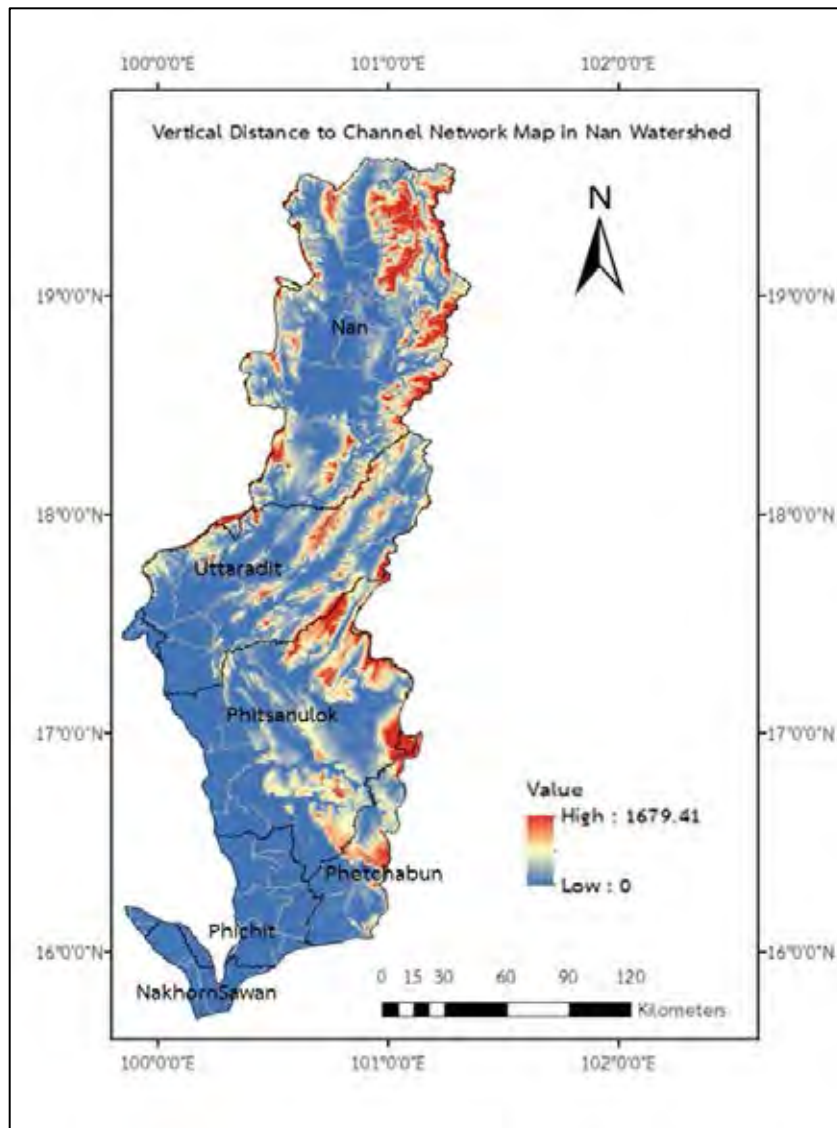 100°0'0"E 101°0'0"E 102°0'0"E
Vertical Distance to Channel Network Map in Nan Watershed
N
19°0'0"N 19°0'0"N
Nan
18°0'0"N 18°0'0"N
Uttaradit
Phitsanulok
17°0'0"N 17°0'0"N
Value
High : 1679.41
Low : 0
Phetchabun
Phichit
16°0'0"N 16°0'0"N
NakhornSawan
0 15 30 60 90 120
Kilometers
100°0'0"E 101°0'0"E 102°0'0"E